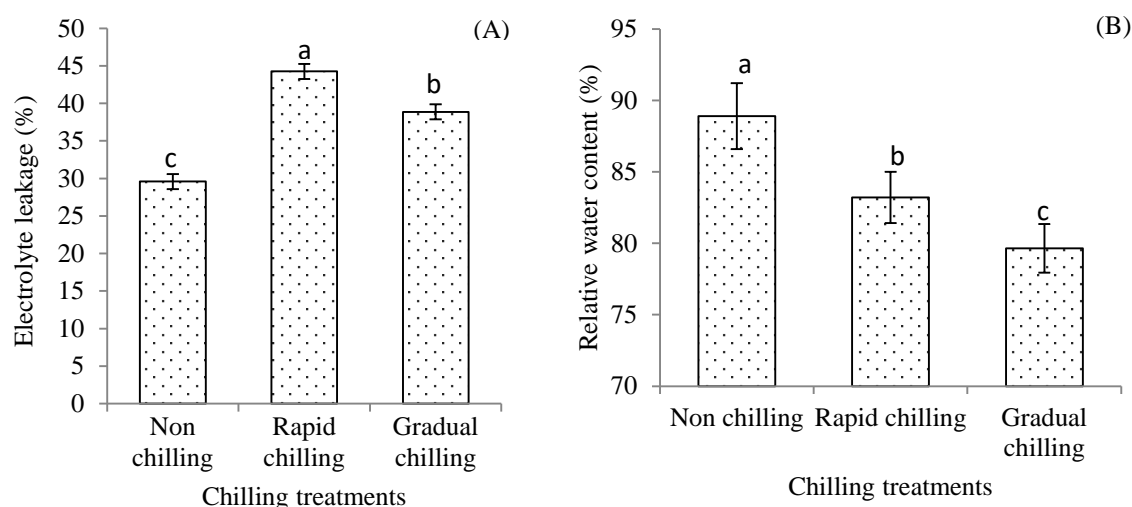 (A)
Electrolyte leakage (%)
50
45
40
35
30
25
20
15
10
5
0
c
a
b
Non chilling
Rapid chilling
Gradual chilling
Chilling treatments
(B)
Relative water content (%)
95
90
85
80
75
70
a
b
c
Non chilling
Rapid chilling
Gradual chilling
Chilling treatments